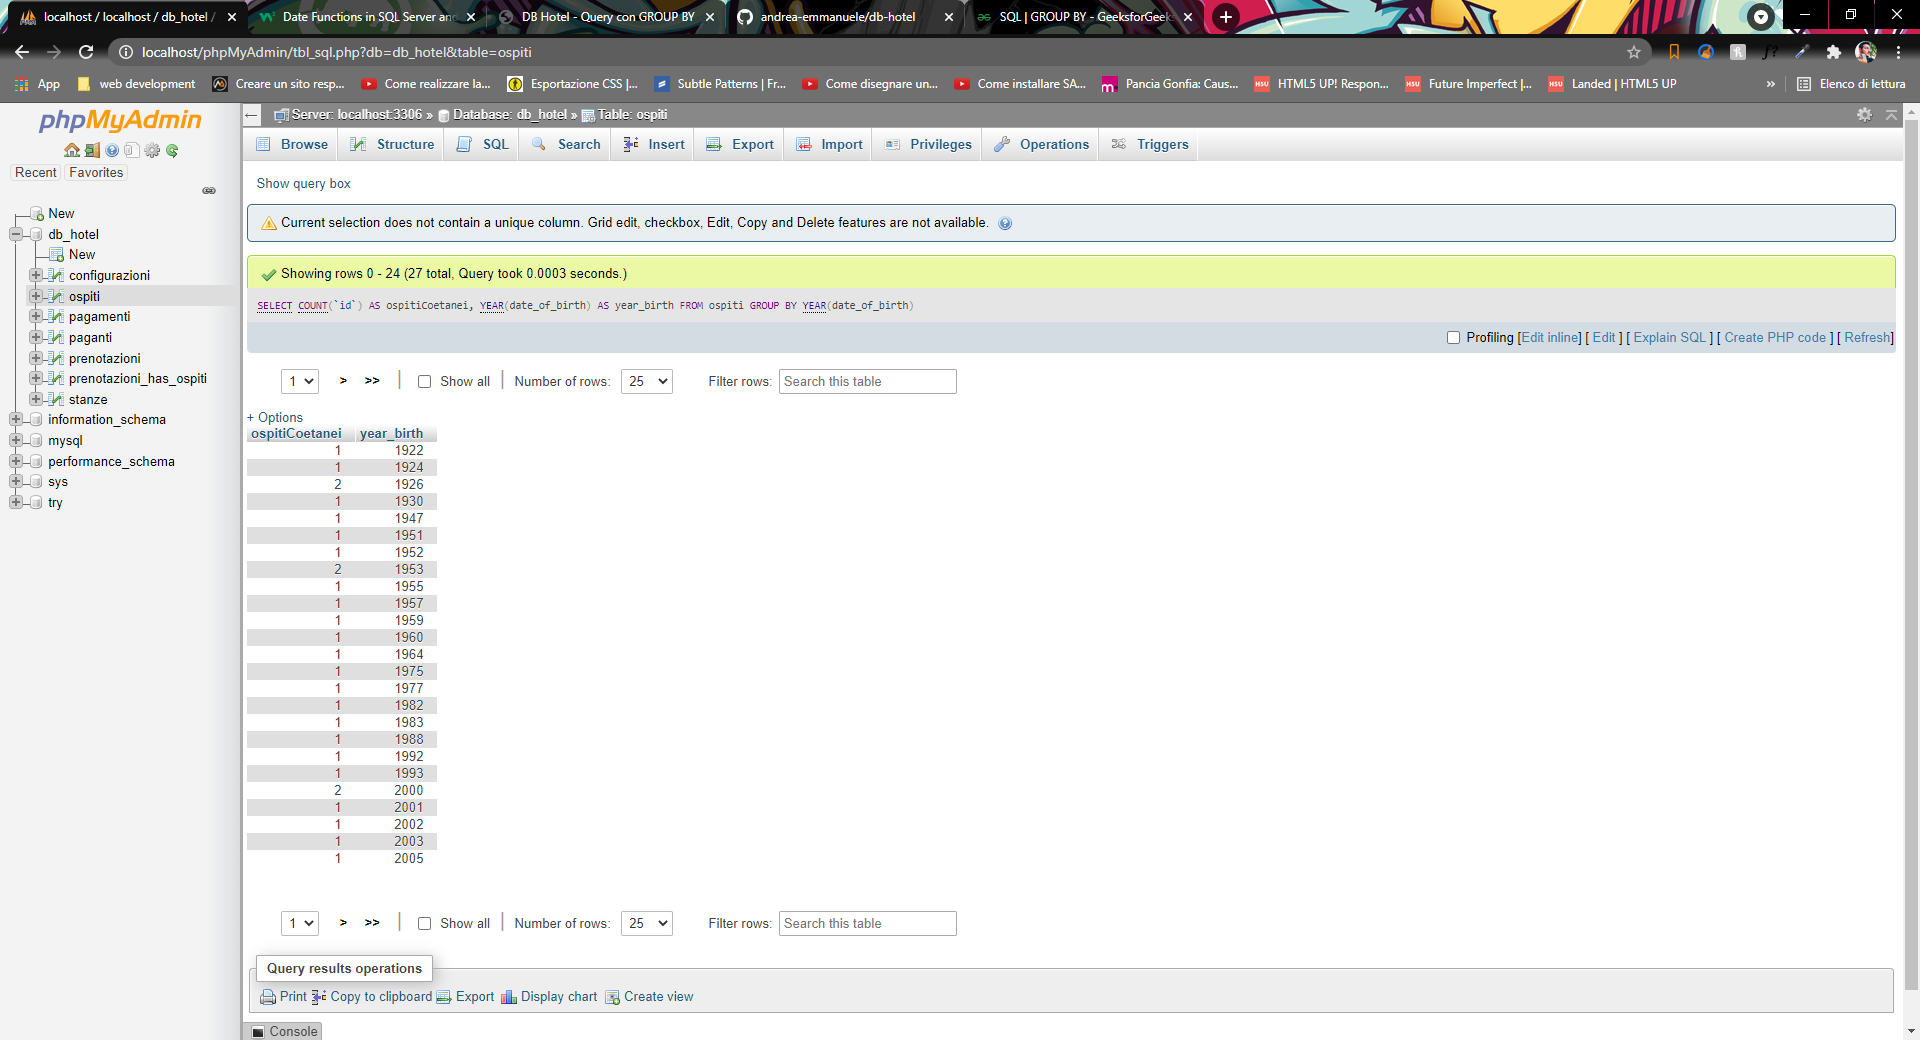 localhost / localhost / db_hotel /
Date Functions in SQL Server an
DB Hotel - Query con GROUP BY
andrea-emmanuele/db-hotel
SQL | GROUP BY - GeeksforGeeks
localhost/phpMyAdmin/tbl_sql.php?db=db_hotel&table=ospiti
App
web development
Creare un sito resp...
Come realizzare la...
Esportazione CSS |...
Subtle Patterns | Fr...
Come disegnare un...
Come installare SA...
Pancia Gonfia: Caus...
HTML5 UP! Respon...
Future Imperfect |...
Landed | HTML5 UP
»
Elenco di lettura
phpMyAdmin
Recent Favorites
New
db_hotel
New
configurazioni
ospiti
pagamenti
paganti
prenotazioni
prenotazioni_has_ospiti
stanze
information_schema
mysql
performance_schema
sys
try
Server: localhost:3306 » Database: db_hotel » Table: ospiti
Browse Structure SQL Search Insert Export Import Privileges Operations Triggers
Show query box
Current selection does not contain a unique column. Grid edit, checkbox, Edit, Copy and Delete features are not available.
Showing rows 0 - 24 (27 total, Query took 0.0003 seconds.)
SELECT COUNT(`id`) AS ospitiCoetanei, YEAR(date_of_birth) AS year_birth FROM ospiti GROUP BY YEAR(date_of_birth)
Profiling [Edit inline] [ Edit ] [ Explain SQL ] [ Create PHP code ] [ Refresh]
1 > >> | Show all | Number of rows: 25 Filter rows: Search this table
+ Options
ospitiCoetanei year_birth
1 1922
1 1924
2 1926
1 1930
1 1947
1 1951
1 1952
2 1953
1 1955
1 1957
1 1959
1 1960
1 1964
1 1975
1 1977
1 1982
1 1983
1 1988
1 1992
1 1993
2 2000
1 2001
1 2002
1 2003
1 2005
1 > >> | Show all | Number of rows: 25 Filter rows: Search this table
Query results operations
Print Copy to clipboard Export Display chart Create view
Console